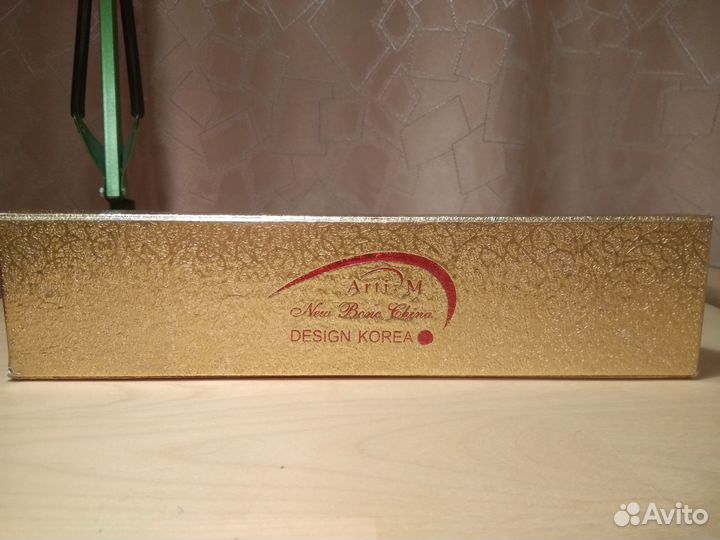 Arti-M
New Bone China
DESIGN KOREA
Avito